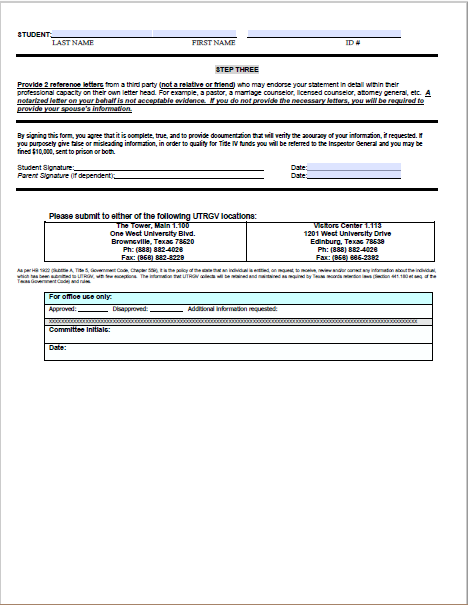 STUDENT:
LAST NAME FIRST NAME ID #
STEP THREE
Provide 2 reference letters from a third party (not a relative or friend) who may endorse your statement in detail within their
professional capacity on their own letter head. For example, a pastor, a marriage counselor, licensed counselor, attorney general, etc. A
notarized letter on your behalf is not acceptable evidence. If you do not provide the necessary letters, you will be required to
provide your spouse's information.
By signing this form, you agree that it is complete, true, and to provide documentation that will verify the accuracy of your information, if requested. If
you purposely give false or misleading information, in order to qualify for Title IV funds you will be referred to the Inspector General and you may be
fined $10,000, sent to prison or both.
Student Signature: Date:
Parent Signature (if dependent): Date:
Please submit to either of the following UTRGV locations:
The Tower, Main 1.100 Visitors Center 1.113
One West University Blvd. 1201 West University Drive
Brownsville, Texas 78520 Edinburg, Texas 78539
Ph: (888) 882-4026 Ph: (888) 882-4026
Fax: (956) 882-8229 Fax: (956) 665-2392
As per HB 1922 (Subtitle A, Title 5, Government Code, Chapter 559), it is the policy of the state that an individual is entitled, on request, to receive, review and/or correct any information about the individual,
which has been submitted to UTRGV, with few exceptions. The information that UTRGV collects will be retained and maintained as required by Texas records retention laws (Section 441.180 et seq. of the
Texas Government Code) and rules.
For office use only:
Approved: Disapproved: Additional information requested:
Committee Initials:
Date: